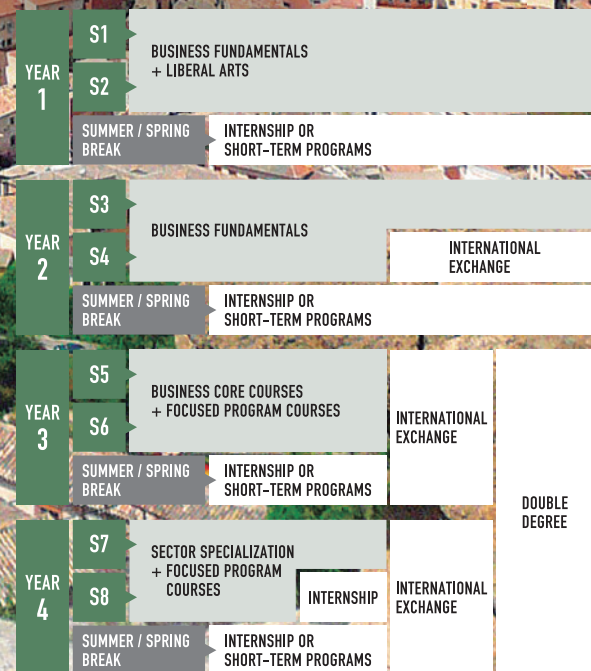 YEAR
1
S1
S2
BUSINESS FUNDAMENTALS
+ LIBERAL ARTS
SUMMER / SPRING
BREAK
INTERNSHIP OR
SHORT-TERM PROGRAMS
YEAR
2
S3
S4
BUSINESS FUNDAMENTALS
INTERNATIONAL
EXCHANGE
SUMMER / SPRING
BREAK
INTERNSHIP OR
SHORT-TERM PROGRAMS
YEAR
3
S5
S6
BUSINESS CORE COURSES
+ FOCUSED PROGRAM COURSES
INTERNATIONAL
EXCHANGE
SUMMER / SPRING
BREAK
INTERNSHIP OR
SHORT-TERM PROGRAMS
DOUBLE
DEGREE
YEAR
4
S7
S8
SECTOR SPECIALIZATION
+ FOCUSED PROGRAM
COURSES
INTERNSHIP
INTERNATIONAL
EXCHANGE
SUMMER / SPRING
BREAK
INTERNSHIP OR
SHORT-TERM PROGRAMS